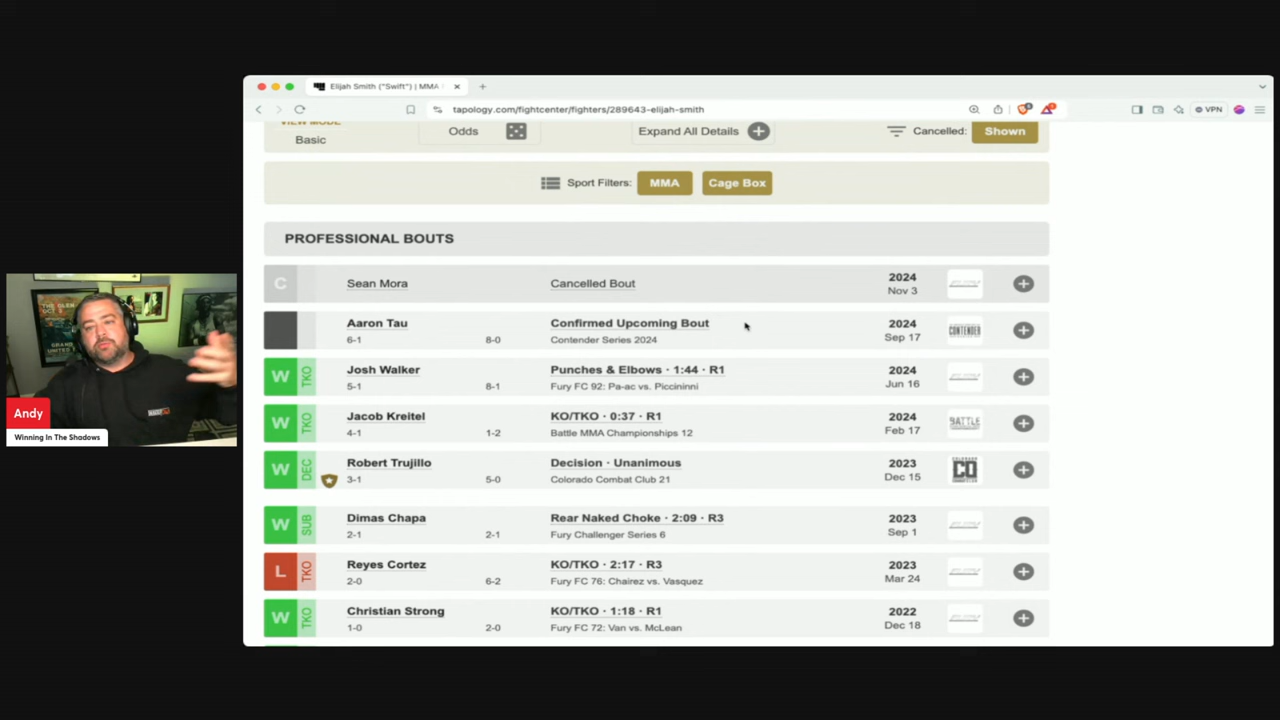 Elijah Smith ("Swift") | MMA
tapology.com/fightcenter/fighters/289643-elijah-smith
VPN
VIEW MODE
Basic
Odds
Expand All Details
Cancelled:
Shown
Sport Filters:
MMA
Cage Box
PROFESSIONAL BOUTS
C
Sean Mora
Cancelled Bout
2024
Nov 3
Aaron Tau
Confirmed Upcoming Bout
2024
6-1
8-0
Contender Series 2024
Sep 17
CONTENDER
W
TKO
Josh Walker
Punches & Elbows · 1:44 · R1
2024
5-1
8-1
Fury FC 92: Pa-ac vs. Piccininni
Jun 16
W
TKO
Jacob Kreitel
KO/TKO · 0:37 · R1
2024
4-1
1-2
Battle MMA Championships 12
Feb 17
BATTLE
W
DEC
Robert Trujillo
Decision · Unanimous
2023
3-1
5-0
Colorado Combat Club 21
Dec 15
COLORADO
CO
W
SUB
Dimas Chapa
Rear Naked Choke · 2:09 · R3
2023
2-1
2-1
Fury Challenger Series 6
Sep 1
L
TKO
Reyes Cortez
KO/TKO · 2:17 · R3
2023
2-0
6-2
Fury FC 76: Chairez vs. Vasquez
Mar 24
W
TKO
Christian Strong
KO/TKO · 1:18 · R1
2022
1-0
2-0
Fury FC 72: Van vs. McLean
Dec 18
Andy
Winning In The Shadows